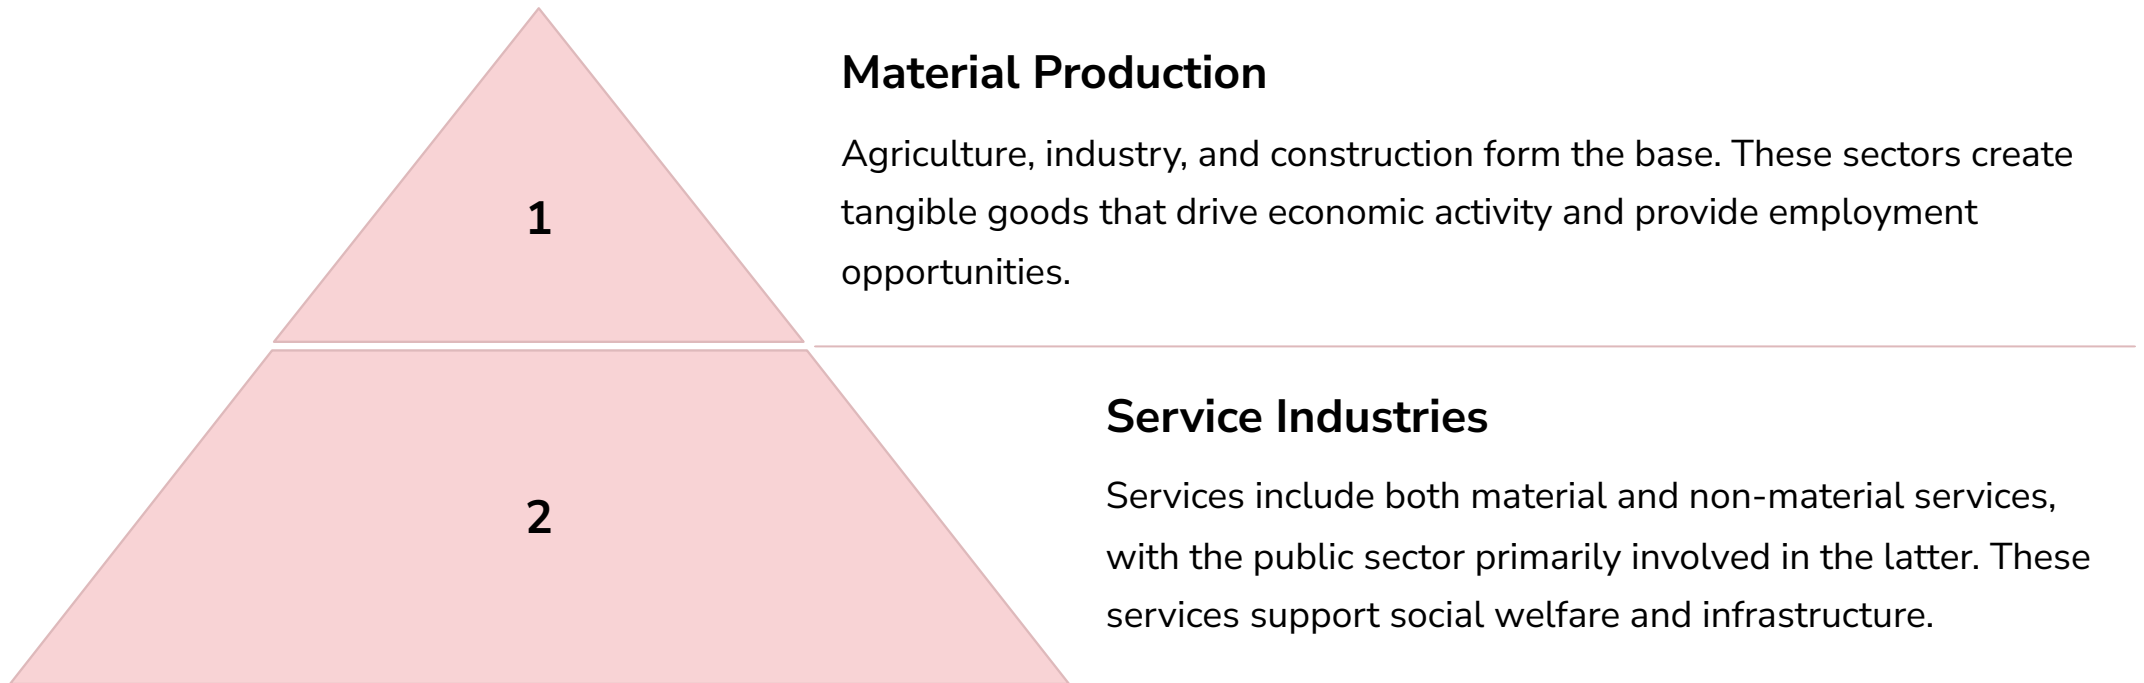 Material Production
Agriculture, industry, and construction form the base. These sectors create
tangible goods that drive economic activity and provide employment
opportunities.
1
Service Industries
Services include both material and non-material services,
with the public sector primarily involved in the latter. These
services support social welfare and infrastructure.
2